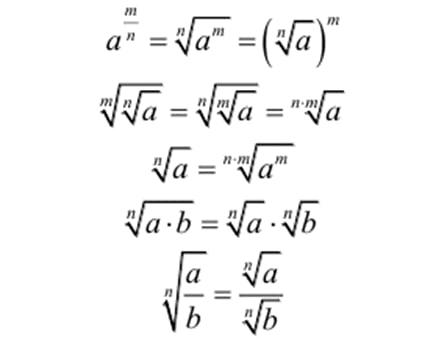 a^(m/n) = ⁿ√(a^m) = (ⁿ√a)^m
ᵐ√(ⁿ√a) = ⁿ√(ᵐ√a) = ⁿ·ᵐ√a
ⁿ√a = ⁿ·ᵐ√(a^m)
ⁿ√(a · b) = ⁿ√a · ⁿ√b
ⁿ√(a/b) = ⁿ√a / ⁿ√b